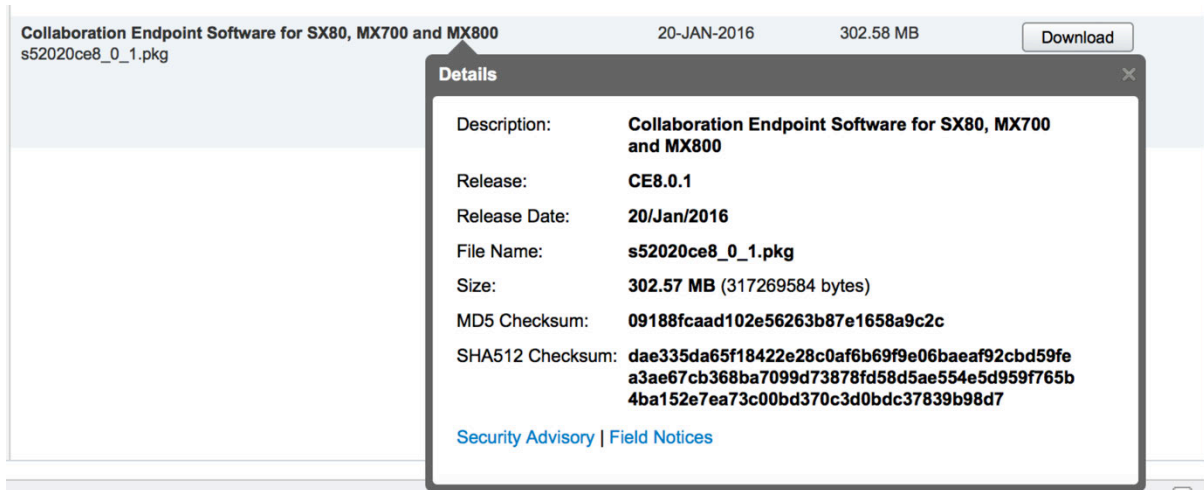 Collaboration Endpoint Software for SX80, MX700 and MX800 20-JAN-2016 302.58 MB Download
s52020ce8_0_1.pkg
Details
Description: Collaboration Endpoint Software for SX80, MX700
and MX800
Release: CE8.0.1
Release Date: 20/Jan/2016
File Name: s52020ce8_0_1.pkg
Size: 302.57 MB (317269584 bytes)
MD5 Checksum: 09188fcaad102e56263b87e1658a9c2c
SHA512 Checksum: dae335da65f18422e28c0af6b69f9e06baeaf92cbd59fe
a3ae67cb368ba7099d73878fd58d5ae554e5d959f765b
4ba152e7ea73c00bd370c3d0bdc37839b98d7
Security Advisory | Field Notices